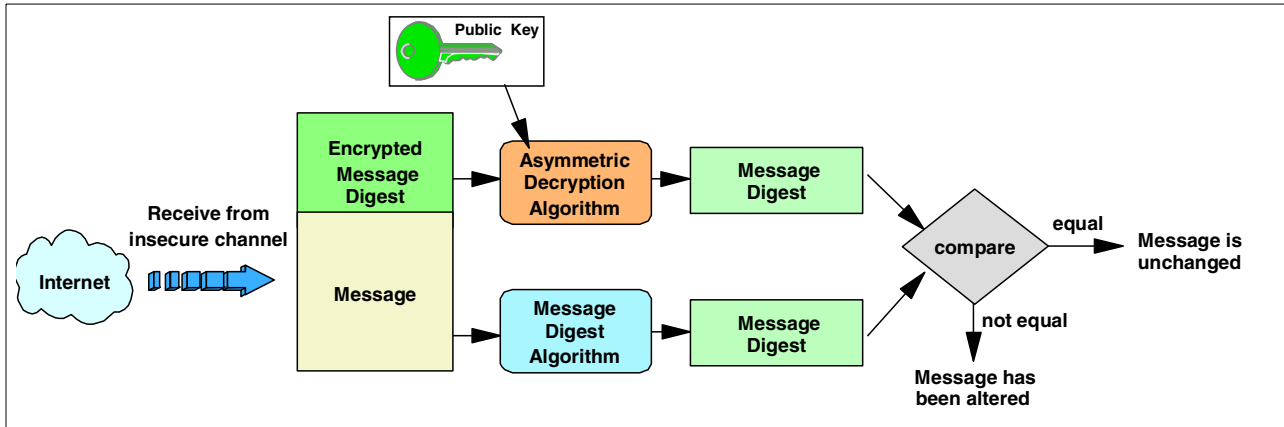 Public Key
Encrypted
Message
Digest
Asymmetric
Decryption
Algorithm
Message
Digest
Receive from
insecure channel
Internet
Message
Message
Digest
Algorithm
Message
Digest
compare
equal
Message is
unchanged
not equal
Message has
been altered